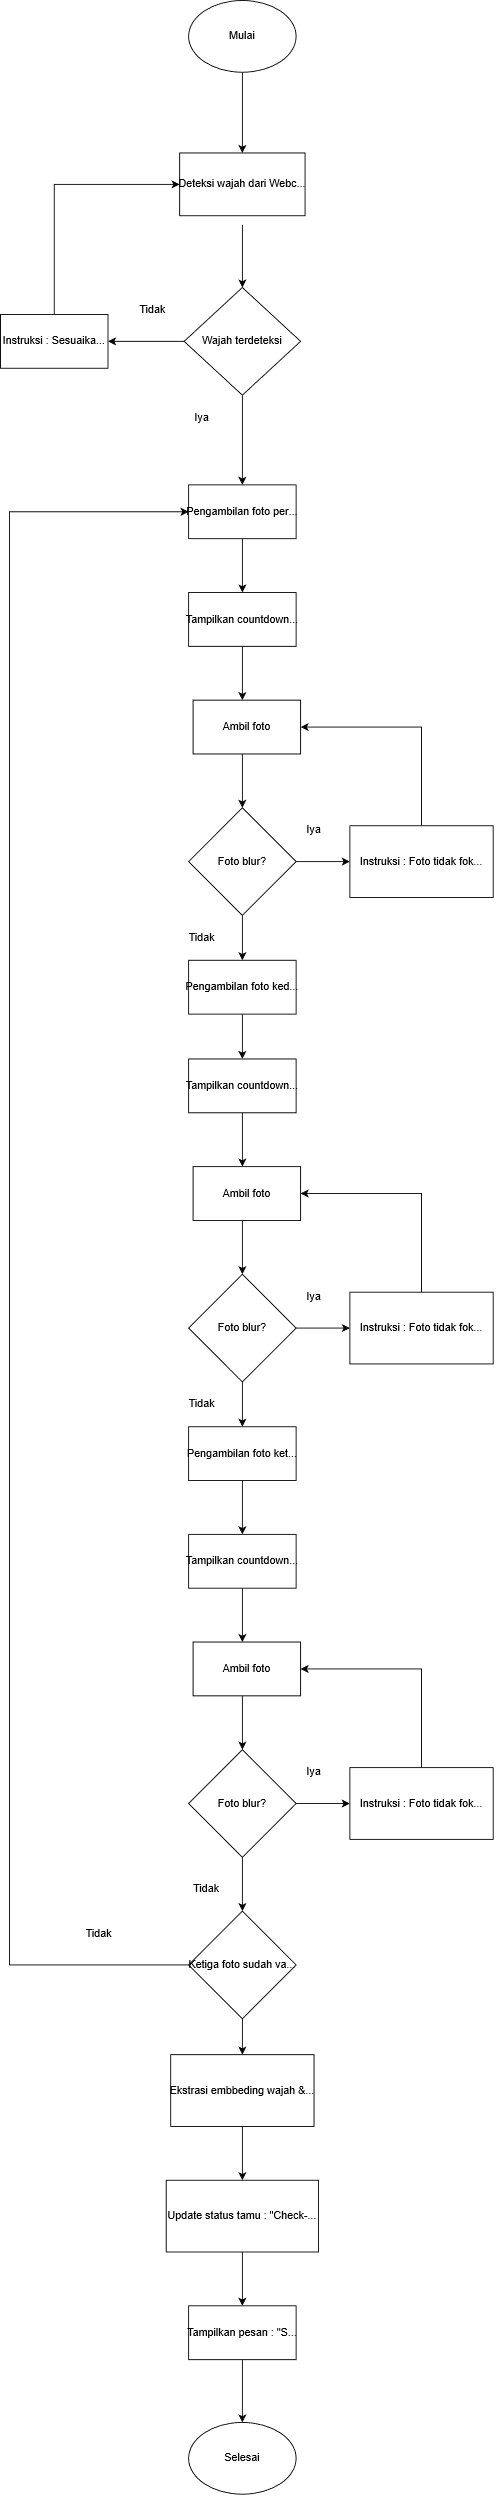 Mulai
Deteksi wajah dari Webc...
Tidak
Instruksi : Sesuaika...
Wajah terdeteksi
Iya
Pengambilan foto per...
Tampilkan countdown...
Ambil foto
Iya
Foto blur?
Instruksi : Foto tidak fok...
Tidak
Pengambilan foto ked...
Tampilkan countdown...
Ambil foto
Iya
Foto blur?
Instruksi : Foto tidak fok...
Tidak
Pengambilan foto ket...
Tampilkan countdown...
Ambil foto
Iya
Foto blur?
Instruksi : Foto tidak fok...
Tidak
Tidak
Ketiga foto sudah va...
Ekstrasi embbeding wajah &...
Update status tamu : "Check-...
Tampilkan pesan : "S...
Selesai